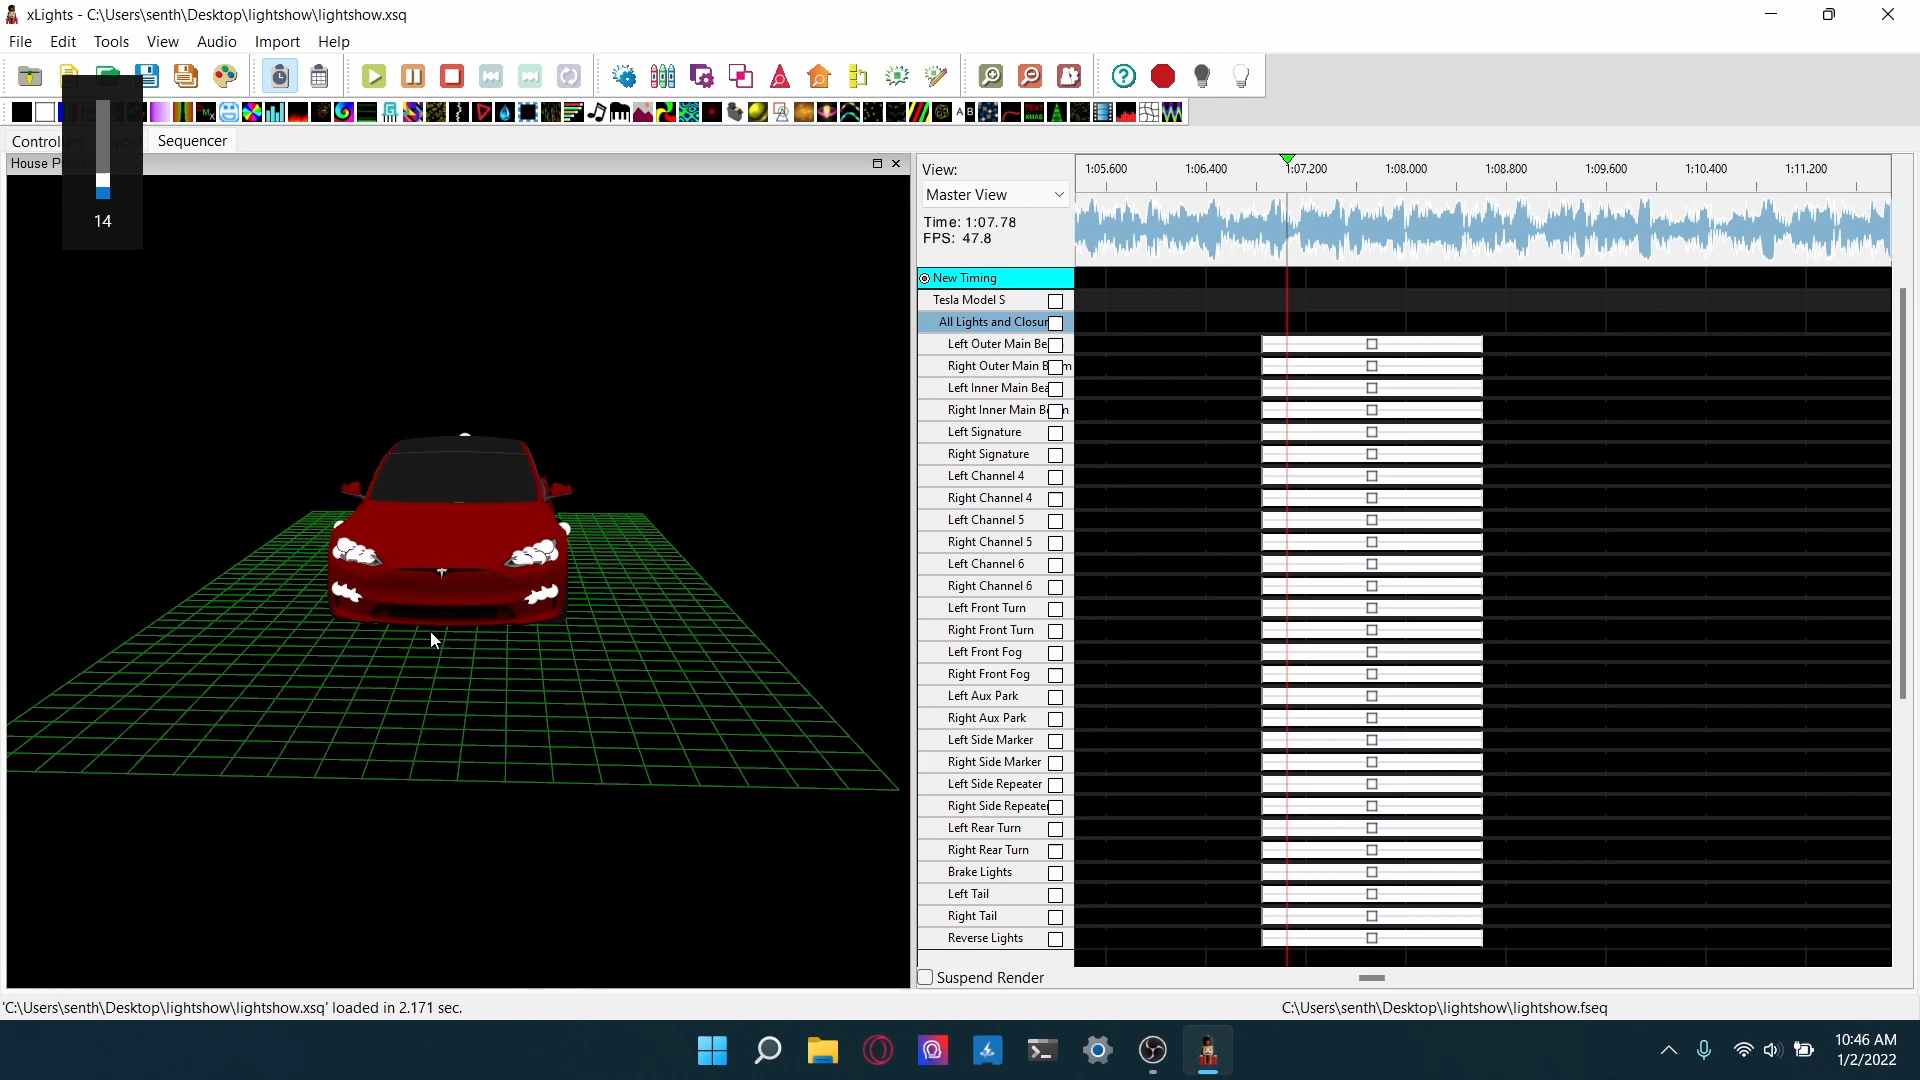 xLights - C:\Users\senth\Desktop\lightshow\lightshow.xsq
File Edit Tools View Audio Import Help
Controllers Layout Sequencer
House P
14
View:
Master View
Time: 1:07.78
FPS: 47.8
1:05.600 1:06.400 1:07.200 1:08.000 1:08.800 1:09.600 1:10.400 1:11.200
New Timing
Tesla Model S
All Lights and Closur
Left Outer Main Be
Right Outer Main B m
Left Inner Main Bea
Right Inner Main B m
Left Signature
Right Signature
Left Channel 4
Right Channel 4
Left Channel 5
Right Channel 5
Left Channel 6
Right Channel 6
Left Front Turn
Right Front Turn
Left Front Fog
Right Front Fog
Left Aux Park
Right Aux Park
Left Side Marker
Right Side Marker
Left Side Repeater
Right Side Repeater
Left Rear Turn
Right Rear Turn
Brake Lights
Left Tail
Right Tail
Reverse Lights
Suspend Render
'C:\Users\senth\Desktop\lightshow\lightshow.xsq' loaded in 2.171 sec.
C:\Users\senth\Desktop\lightshow\lightshow.fseq
10:46 AM
1/2/2022